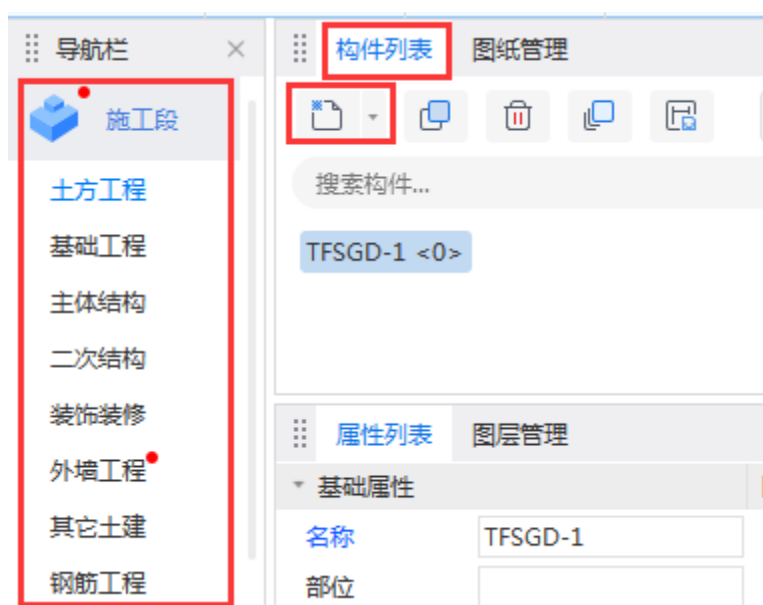 导航栏
施工段
土方工程
基础工程
主体结构
二次结构
装饰装修
外墙工程
其它土建
钢筋工程
构件列表 图纸管理
搜索构件...
TFSGD-1 <0>
属性列表 图层管理
基础属性
名称 TFSGD-1
部位